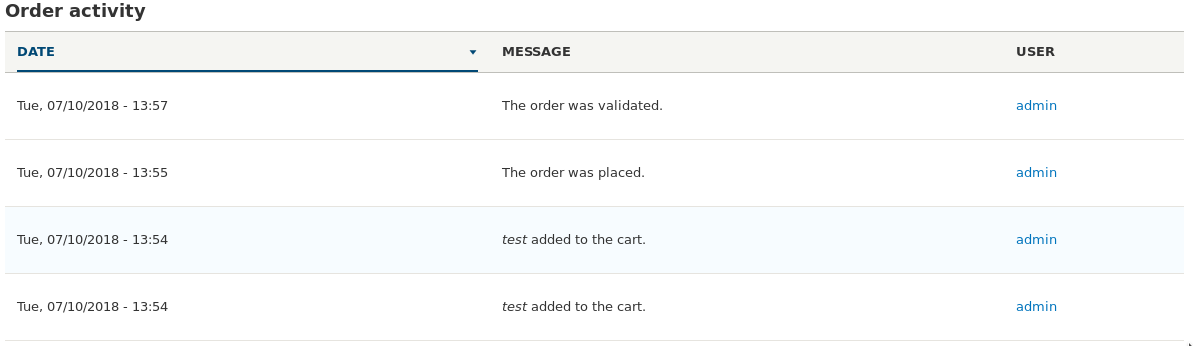 Order activity
DATE MESSAGE USER
Tue, 07/10/2018 - 13:57 The order was validated. admin
Tue, 07/10/2018 - 13:55 The order was placed. admin
Tue, 07/10/2018 - 13:54 test added to the cart. admin
Tue, 07/10/2018 - 13:54 test added to the cart. admin